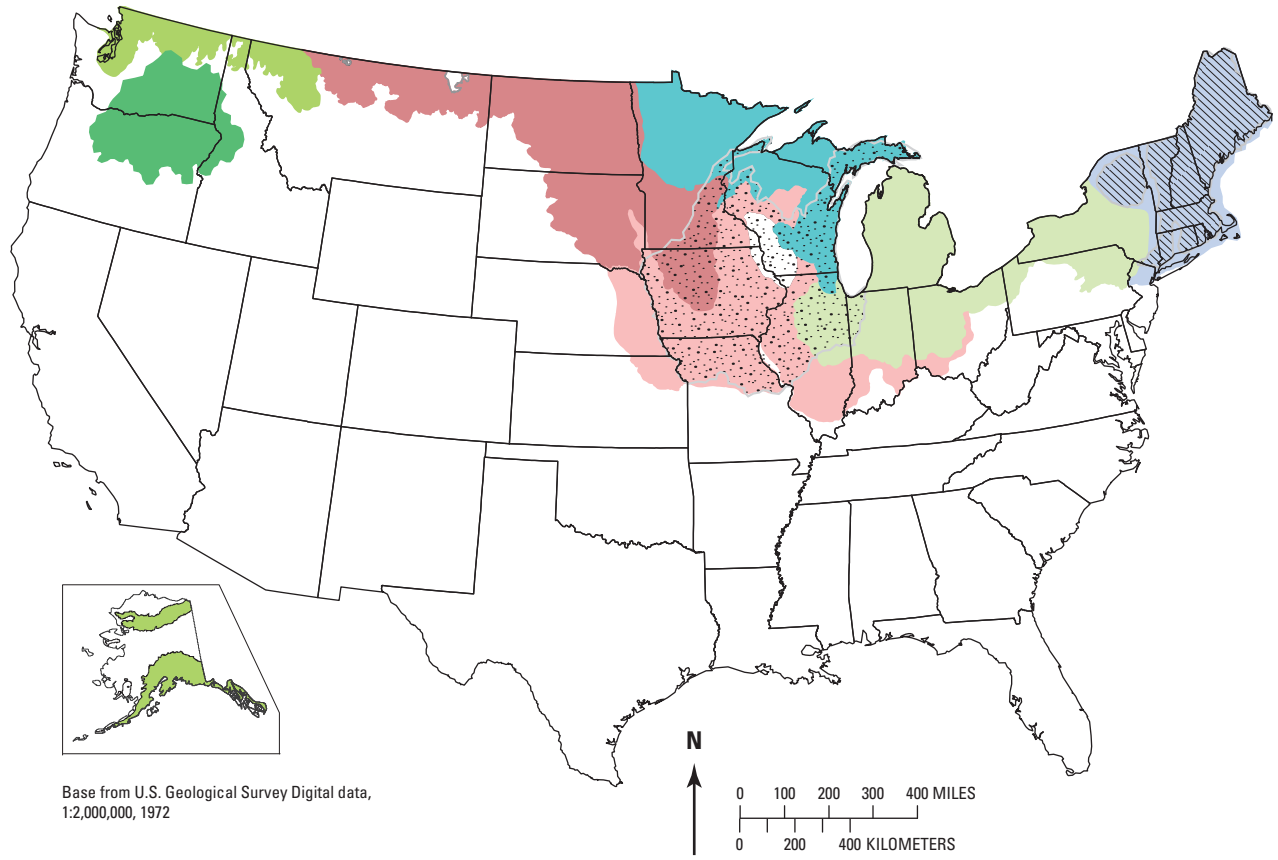 Base from U.S. Geological Survey Digital data,
1:2,000,000, 1972
N
0 100 200 300 400 MILES
0 200 400 KILOMETERS